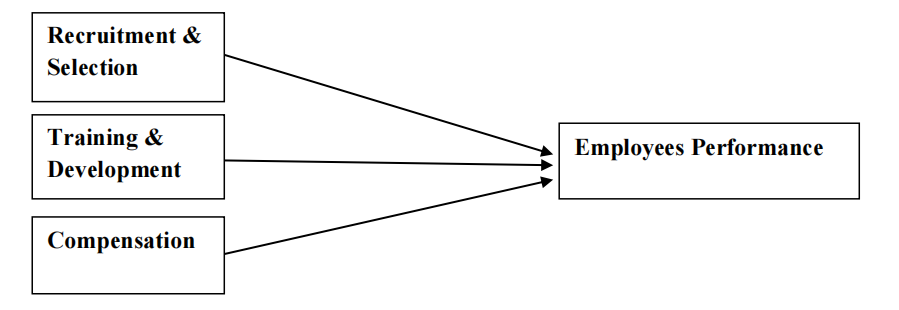 Recruitment &
Selection
Training &
Development
Employees Performance
Compensation